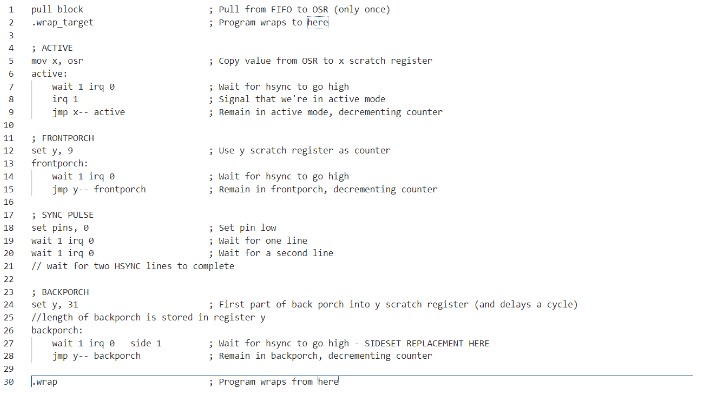 1 pull block ; Pull from FIFO to OSR (only once)
2 .wrap_target ; Program wraps to here
3
4 ; ACTIVE
5 mov x, osr ; Copy value from OSR to x scratch register
6 active:
7 wait 1 irq 0 ; Wait for hsync to go high
8 irq 1 ; Signal that we're in active mode
9 jmp x-- active ; Remain in active mode, decrementing counter
10
11 ; FRONTPORCH
12 set y, 9 ; Use y scratch register as counter
13 frontporch:
14 wait 1 irq 0 ; Wait for hsync to go high
15 jmp y-- frontporch ; Remain in frontporch, decrementing counter
16
17 ; SYNC PULSE
18 set pins, 0 ; Set pin low
19 wait 1 irq 0 ; Wait for one line
20 wait 1 irq 0 ; Wait for a second line
21 // wait for two HSYNC lines to complete
22
23 ; BACKPORCH
24 set y, 31 ; First part of back porch into y scratch register (and delays a cycle)
25 //length of backporch is stored in register y
26 backporch:
27 wait 1 irq 0 side 1 ; Wait for hsync to go high - SIDESET REPLACEMENT HERE
28 jmp y-- backporch ; Remain in backporch, decrementing counter
29
30 .wrap ; Program wraps from here